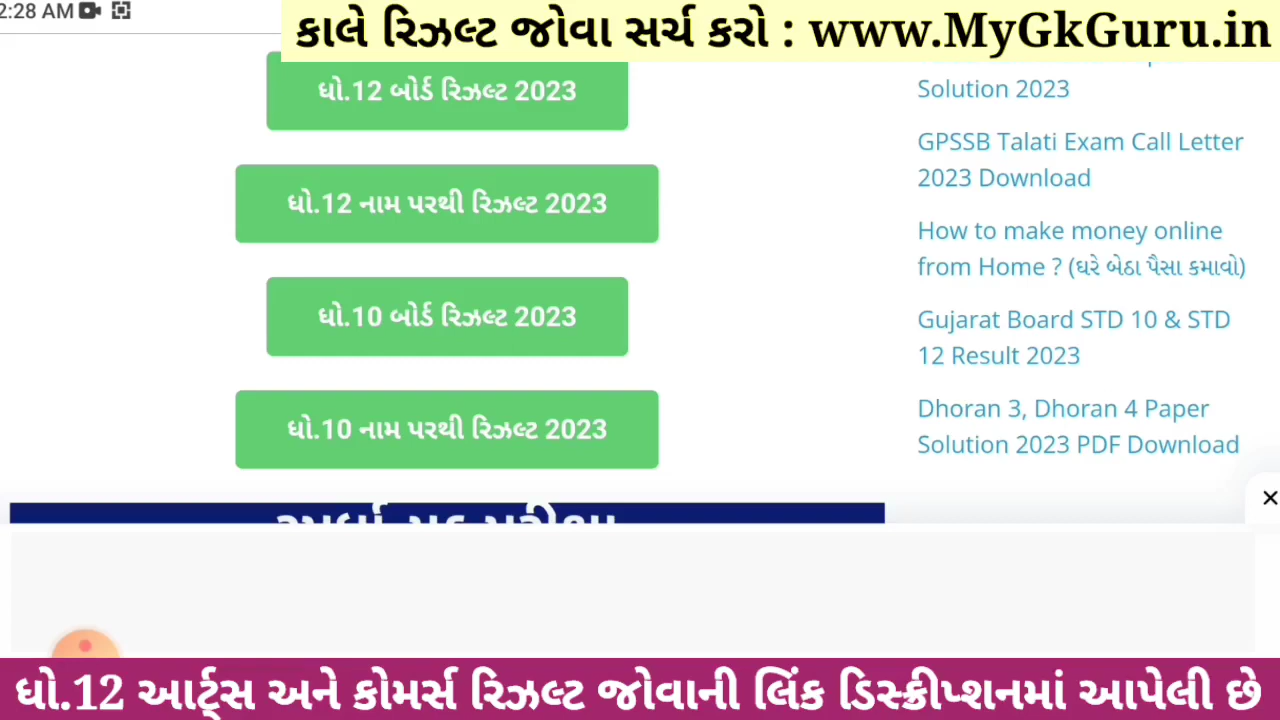 2:28 AM
કાલે રિઝલ્ટ જોવા સર્ચ કરો : www.MyGkGuru.in
ધો.12 બોર્ડ રિઝલ્ટ 2023
ધો.12 નામ પરથી રિઝલ્ટ 2023
ધો.10 બોર્ડ રિઝલ્ટ 2023
ધો.10 નામ પરથી રિઝલ્ટ 2023
Solution 2023
GPSSB Talati Exam Call Letter
2023 Download
How to make money online
from Home ? (ઘરે બેઠા પૈસા કમાવો)
Gujarat Board STD 10 & STD
12 Result 2023
Dhoran 3, Dhoran 4 Paper
Solution 2023 PDF Download
ધો.12 આર્ટ્સ અને કોમર્સ રિઝલ્ટ જોવાની લિંક ડિસ્ક્રીપ્શનમાં આપેલી છે